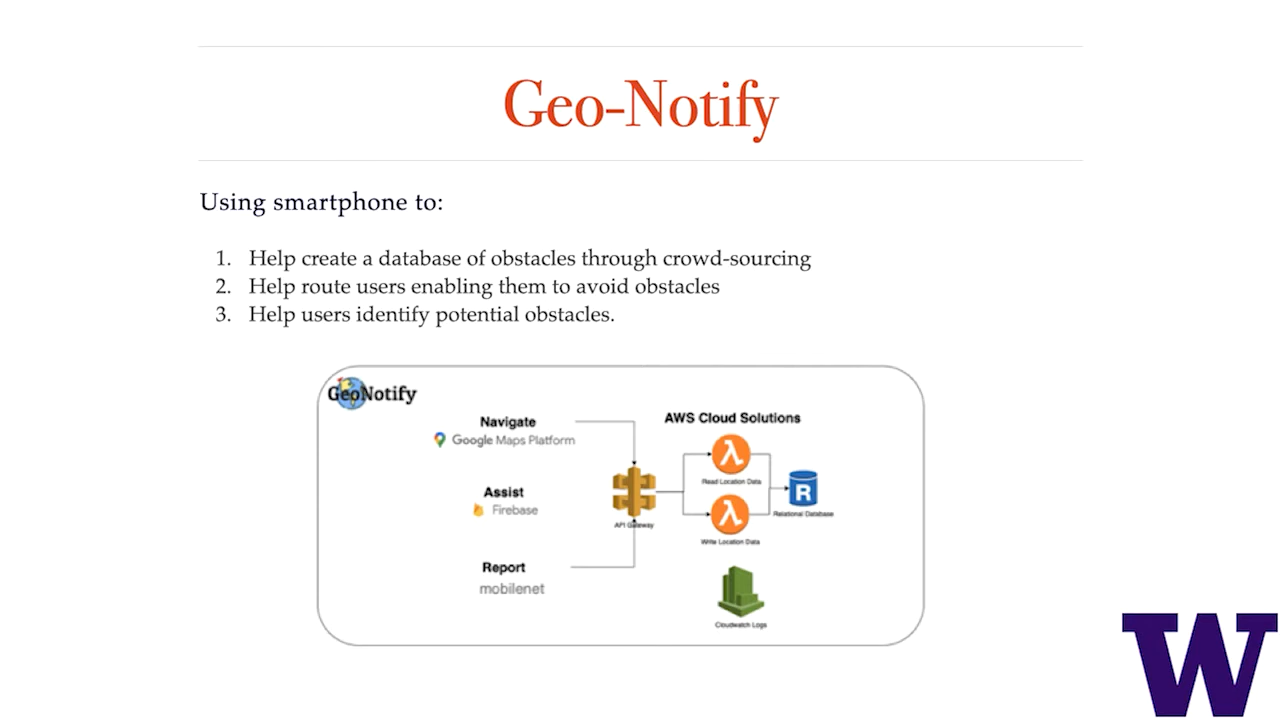 Geo-Notify
Using smartphone to:
1. Help create a database of obstacles through crowd-sourcing
2. Help route users enabling them to avoid obstacles
3. Help users identify potential obstacles.
GeoNotify
Navigate
Google Maps Platform
Assist
Firebase
Report
mobilenet
API Gateway
AWS Cloud Solutions
λ
Read Location Data
λ
Write Location Data
R
Relational Database
Cloudwatch Logs
W